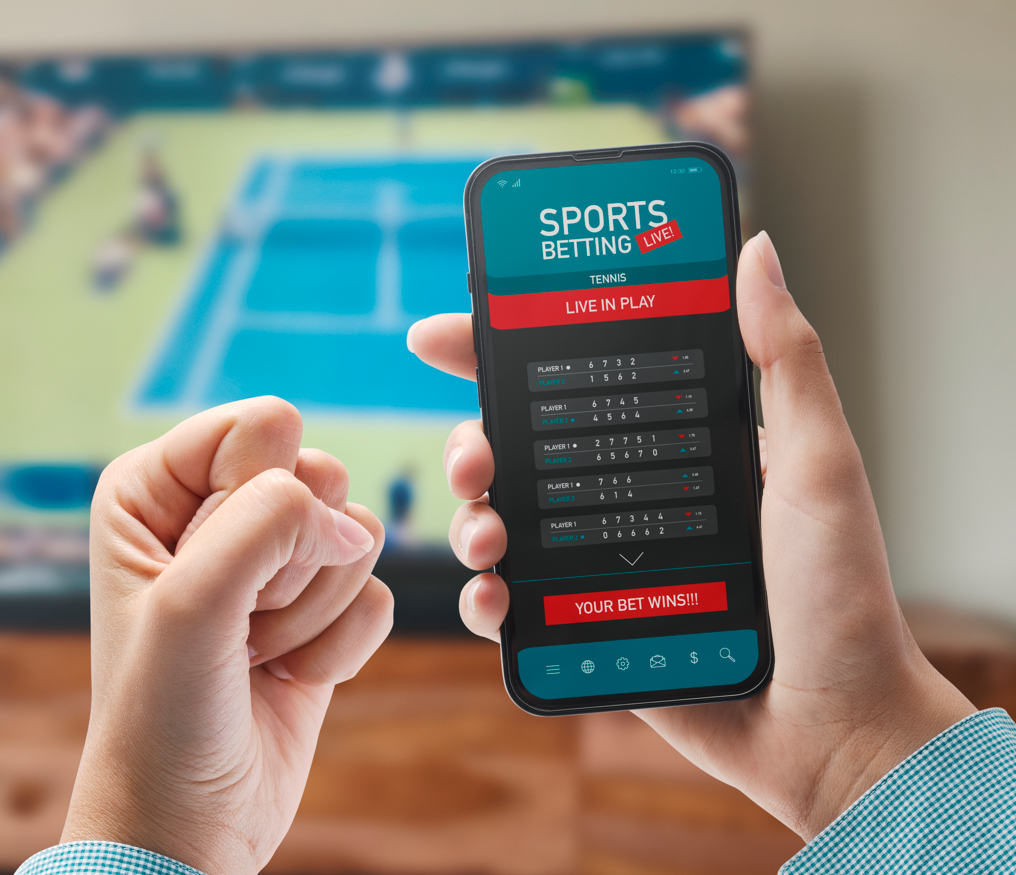 12:30
SPORTS
BETTING LIVE!
TENNIS
LIVE IN PLAY
PLAYER 1 6 7 3 2
PLAYER 2 1 5 6 2
PLAYER 1 6 7 4 5
PLAYER 2 4 5 6 4
PLAYER 1 2 7 7 5 1
PLAYER 2 6 5 6 7 0
PLAYER 1 7 6 6
PLAYER 2 6 1 4
PLAYER 1 6 7 3 4 4
PLAYER 2 0 6 6 6 2
YOUR BET WINS!!!
$